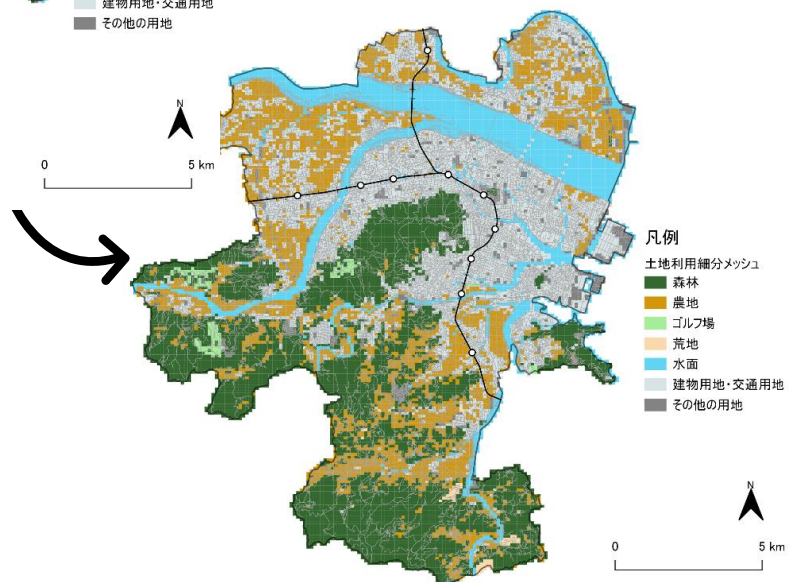 建物用地・交通用地
その他の用地
N
0 5 km
凡例
土地利用細分メッシュ
森林
農地
ゴルフ場
荒地
水面
建物用地・交通用地
その他の用地
N
0 5 km